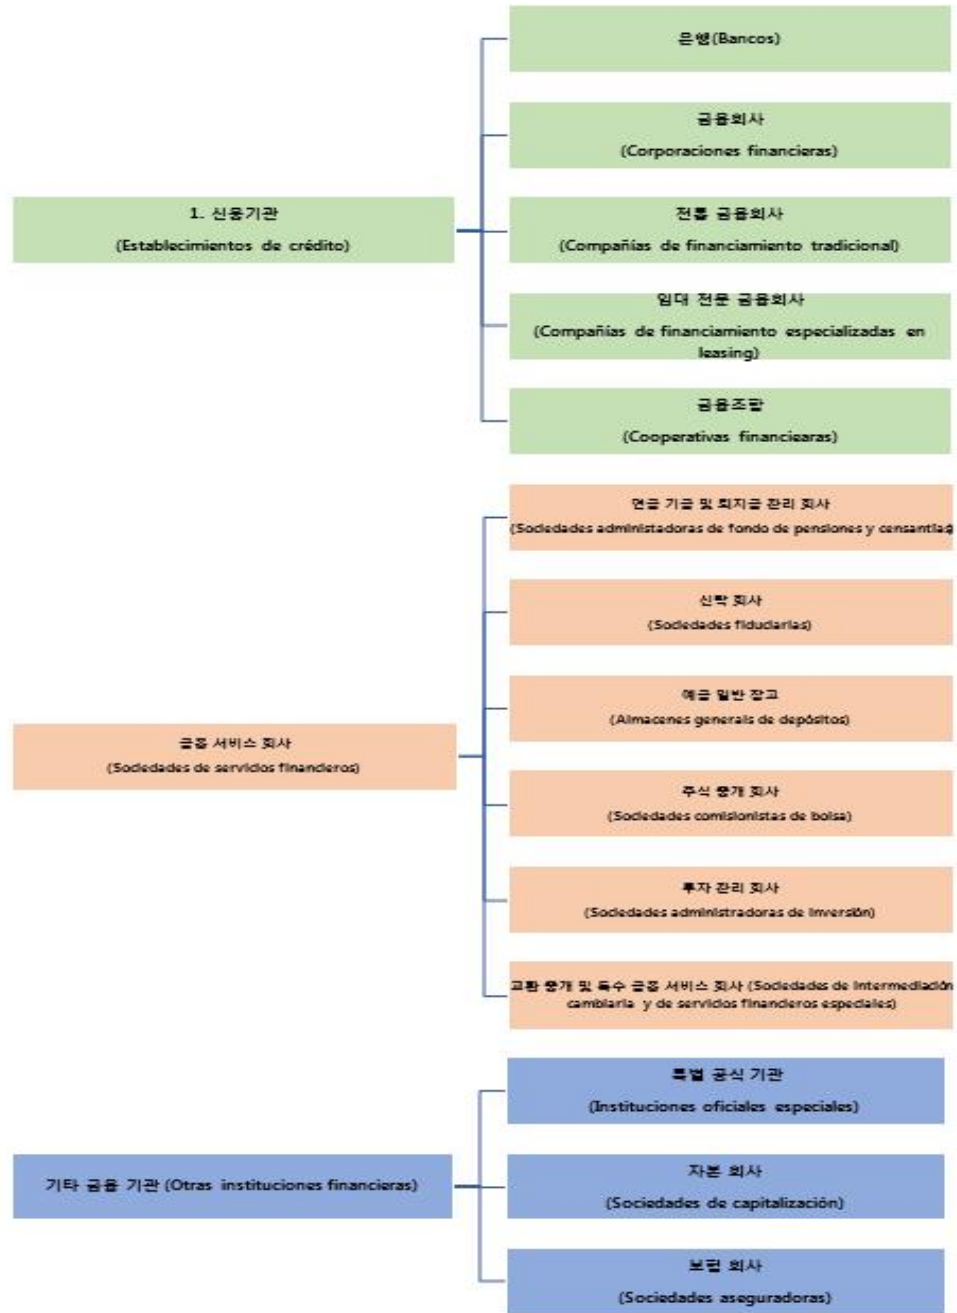 은행(Bancos)
금융회사
(Corporaciones financieras)
1. 신용기관
(Establecimientos de crédito)
전통 금융회사
(Compañías de financiamiento tradicional)
임대 전문 금융회사
(Compañías de financiamiento especializadas en
leasing)
금융조합
(Cooperativas financiearas)
연금 기금 및 퇴지금 관리 회사
(Sociedades administadoras de fondo de pensiones y censantías)
신탁 회사
(Sociedades fiduciarias)
예금 일반 창고
(Almacenes generals de depósitos)
금융 서비스 회사
(Sociedades de servicios financieros)
주식 중개 회사
(Sociedades comisionistas de bolsa)
투자 관리 회사
(Sociedades administradoras de inversión)
교환 중개 및 특수 금융 서비스 회사 (Sociedades de intermediación
cambiaria y de servicios financieros especiales)
특별 공식 기관
(Instituciones oficiales especiales)
기타 금융 기관 (Otras instituciones financieras)
자본 회사
(Sociedades de capitalización)
보험 회사
(Sociedades aseguradoras)